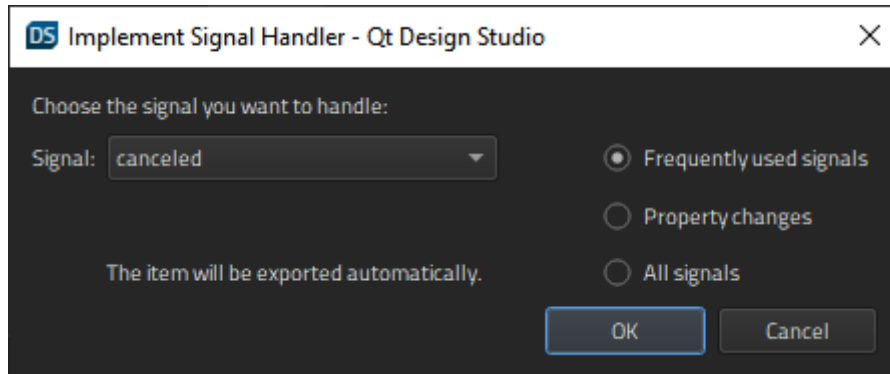 DS Implement Signal Handler - Qt Design Studio
Choose the signal you want to handle:
Signal: canceled
Frequently used signals
Property changes
The item will be exported automatically.
All signals
OK
Cancel